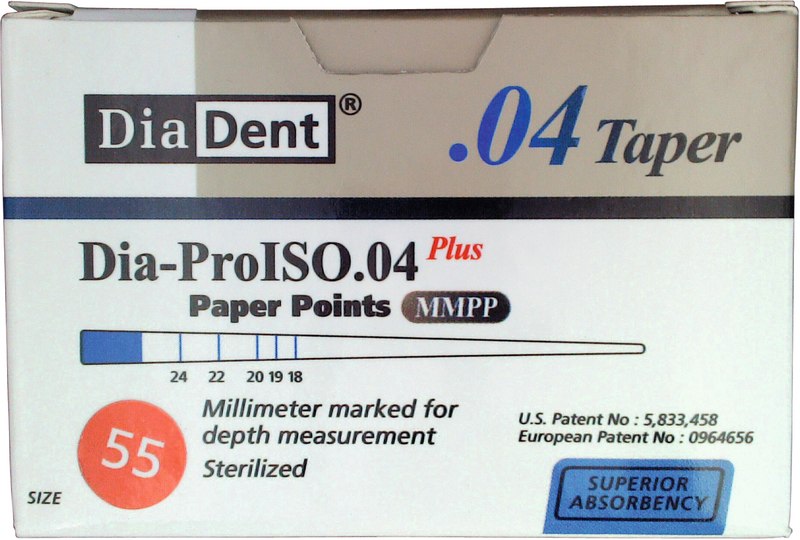 DiaDent®
.04 Taper
Dia-ProISO.04 Plus
Paper Points MMPP
24 22 20 19 18
55
Millimeter marked for
depth measurement
Sterilized
SIZE
U.S. Patent No : 5,833,458
European Patent No : 0964656
SUPERIOR
ABSORBENCY